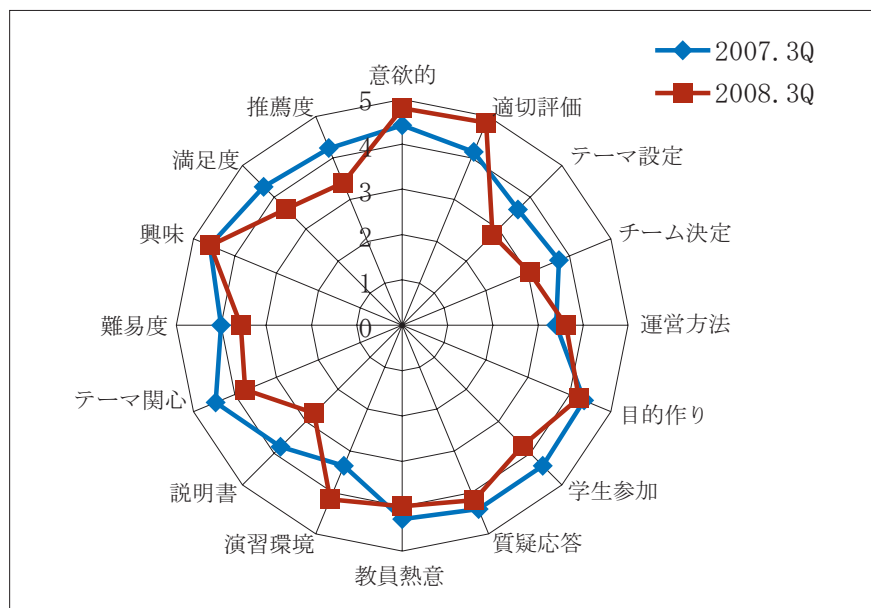 2007.3Q
2008.3Q
意欲的
適切評価
テーマ設定
チーム決定
運営方法
目的作り
学生参加
質疑応答
教員熱意
演習環境
説明書
テーマ関心
難易度
興味
満足度
推薦度
5
4
3
2
1
0